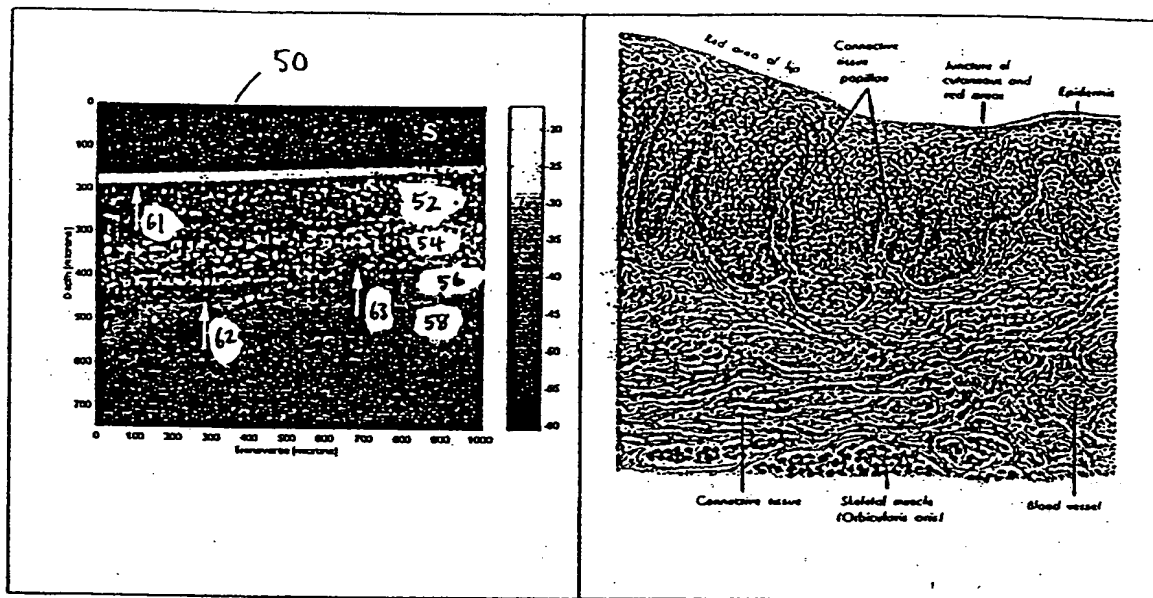 50
0
100
200
300
400
500
600
700
Depth [microns]
S
52
54
56
58
61
62
63
0 100 200 300 400 500 600 700 800 900 1000
Transverse [microns]
-20
-25
-30
-35
-40
-45
-50
-55
-60
Red area of lip
Connective
tissue
papillae
Juncture of
cutaneous and
red areas
Epidermis
Connective tissue
Skeletal muscle
(Orbicularis oris)
Blood vessel